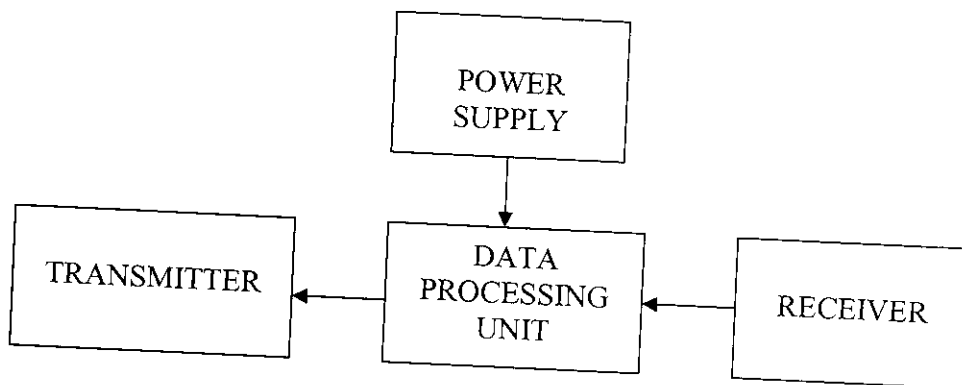 POWER
SUPPLY
TRANSMITTER
DATA
PROCESSING
UNIT
RECEIVER